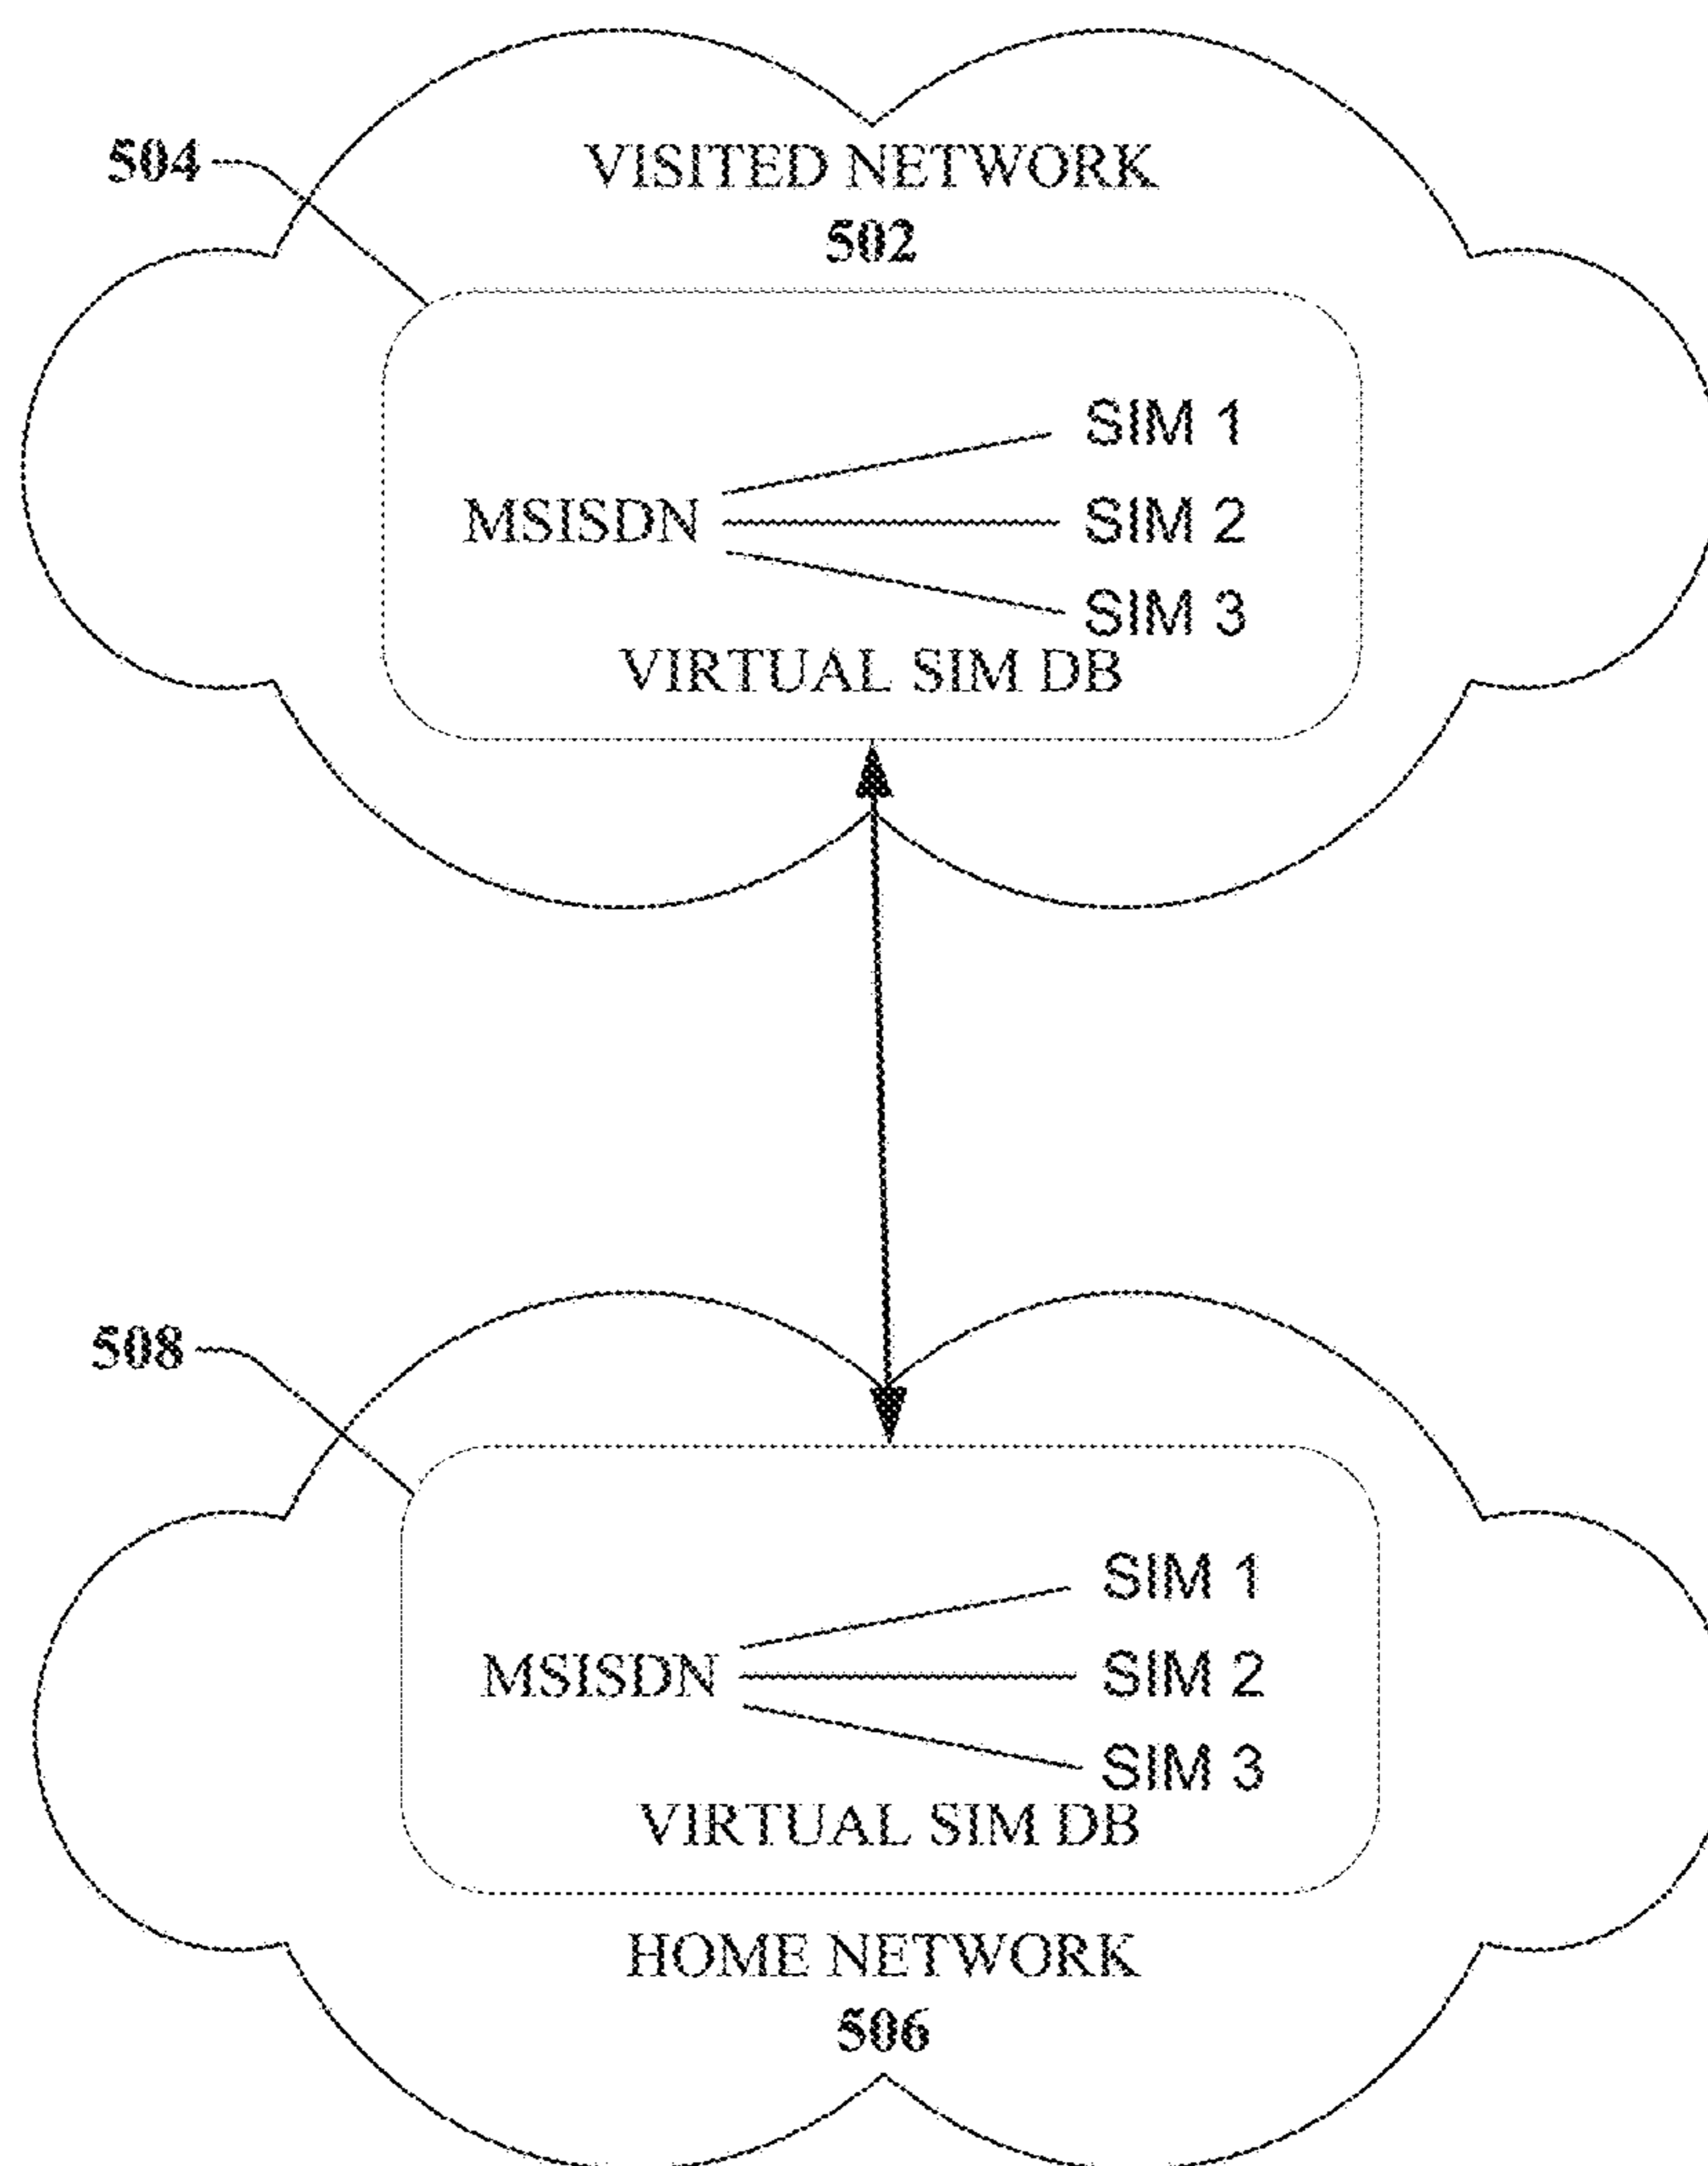 504
VISITED NETWORK
502
SIM 1
MSISDN
SIM 2
SIM 3
VIRTUAL SIM DB
508
SIM 1
MSISDN
SIM 2
SIM 3
VIRTUAL SIM DB
HOME NETWORK
506